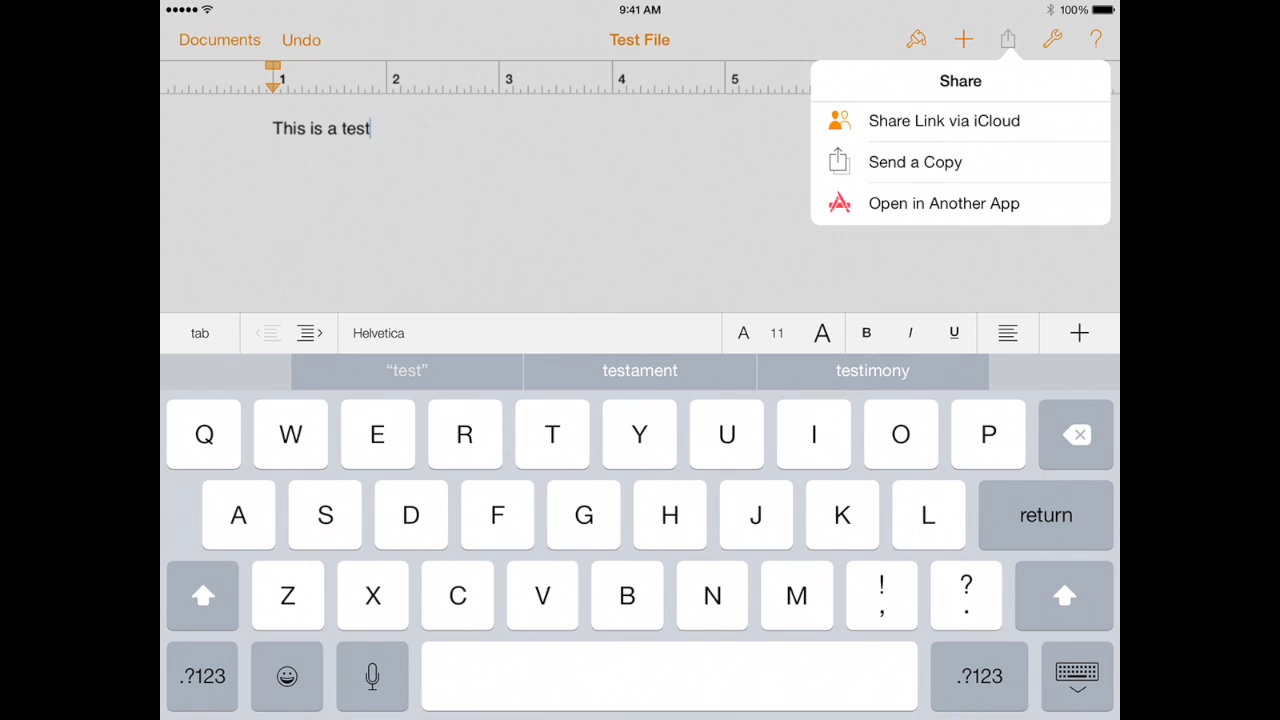 9:41 AM
100%
Documents Undo Test File ?
1 2 3 4 5
Share
This is a test
Share Link via iCloud
Send a Copy
Open in Another App
tab Helvetica A 11 A B I U
“test” testament testimony
Q W E R T Y U I O P
A S D F G H J K L return
Z X C V B N M ! , ? .
.?123 .?123